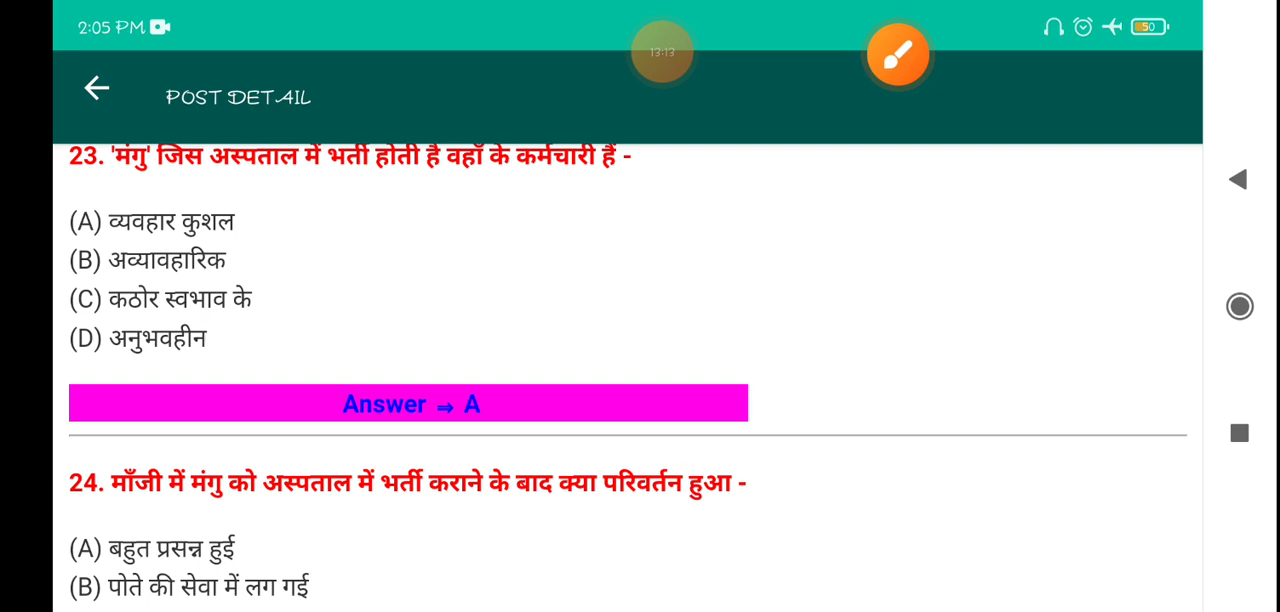 2:05 PM
50
13:13
POST DETAIL
23. 'मंगु' जिस अस्पताल में भर्ती होती है वहाँ के कर्मचारी हैं -
(A) व्यवहार कुशल
(B) अव्यावहारिक
(C) कठोर स्वभाव के
(D) अनुभवहीन
Answer ⇒ A
24. माँजी में मंगु को अस्पताल में भर्ती कराने के बाद क्या परिवर्तन हुआ -
(A) बहुत प्रसन्न हुई
(B) पोते की सेवा में लग गई